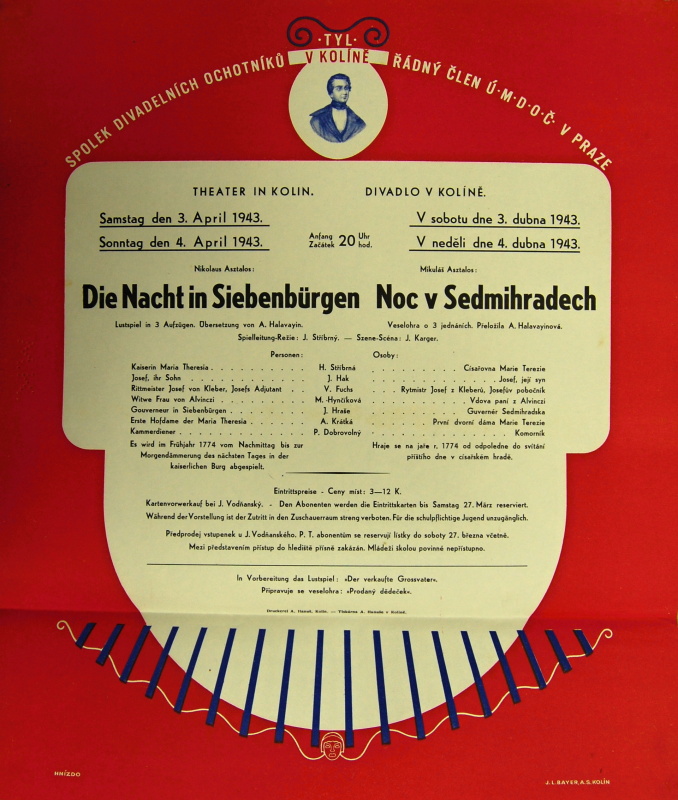 ·TYL·
V KOLÍNĚ
SPOLEK DIVADELNÍCH OCHOTNÍKŮ ŘÁDNÝ ČLEN Ú·M·D·O·Č· V PRAZE
THEATER IN KOLIN. DIVADLO V KOLÍNĚ.
Samstag den 3. April 1943. V sobotu dne 3. dubna 1943.
Sonntag den 4. April 1943. Anfang Začátek 20 Uhr hod. V neděli dne 4. dubna 1943.
Nikolaus Asztalos: Mikuláš Asztalos:
Die Nacht in Siebenbürgen Noc v Sedmihradech
Lustspiel in 3 Aufzügen. Übersetzung von A. Halavayin. Veselohra o 3 jednáních. Přeložila A. Halavayinová.
Spielleitung-Režie: J. Stříbrný. — Szene-Scéna: J. Karger.
Personen: Osoby:
Kaiserin Maria Theresia . . . . . . . . . . H. Stříbrná . . . . . . . . . . Císařovna Marie Terezie
Josef, ihr Sohn . . . . . . . . . . J. Hak . . . . . . . . . . Josef, její syn
Rittmeister Josef von Kleber, Josefs Adjutant . . V. Fuchs . . . Rytmistr Josef z Kleberů, Josefův pobočník
Witwe Frau von Alvinczi . . . . . . . . . . M. Hynčíková . . . . . . . . . . Vdova paní z Alvinczi
Gouverneur in Siebenbürgen . . . . . . . . J. Hraše . . . . . . . . . . Guvernér Sedmihradska
Erste Hofdame der Maria Theresia . . . . . . A. Krátká . . . . . . . První dvorní dáma Marie Terezie
Kammerdiener . . . . . . . . . . P. Dobrovolný . . . . . . . . . . Komorník
Es wird im Frühjahr 1774 vom Nachmittag bis zur Hraje se na jaře r. 1774 od odpoledne do svítání
Morgendämmerung des nächsten Tages in der příštího dne v císařském hradě.
kaiserlichen Burg abgespielt.
Eintrittspreise - Ceny míst: 3—12 K.
Kartenvorwerkauf bei J. Vodňanský. - Den Abonenten werden die Eintrittskarten bis Samstag 27. März reserviert.
Während der Vorstellung ist der Zutritt in den Zuschauerraum streng verboten. Für die schulpflichtige Jugend unzugänglich.
Předprodej vstupenek u J. Vodňanského. P. T. abonentům se reservují lístky do soboty 27. března včetně.
Mezi představením přístup do hlediště přísně zakázán. Mládeži školou povinné nepřístupno.
In Vorbereitung das Lustspiel: »Der verkaufte Grossvater«.
Připravuje se veselohra: »Prodaný dědeček«.
Druckerei A. Hanuš, Kolin. — Tiskárna A. Hanuše v Kolíně.
HNÍZDO
J. L. BAYER, A. S. KOLÍN